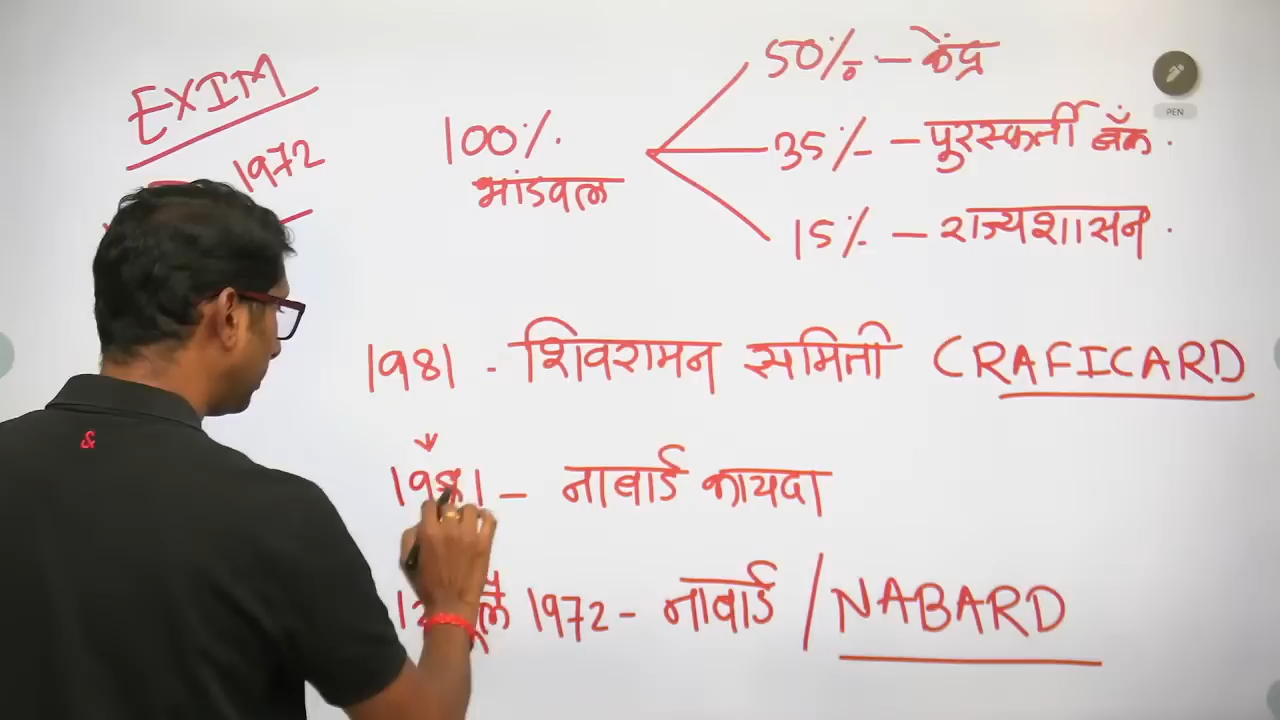 EXIM
1972
100%.
भांडवल
50% - केंद्र
35% - पुरस्कर्ती बँक.
15% - राज्यशासन.
1981 - शिवरामन समिती CRAFICARD
1981 - नाबार्ड कायदा
12 1972 - नाबार्ड / NABARD
PEN